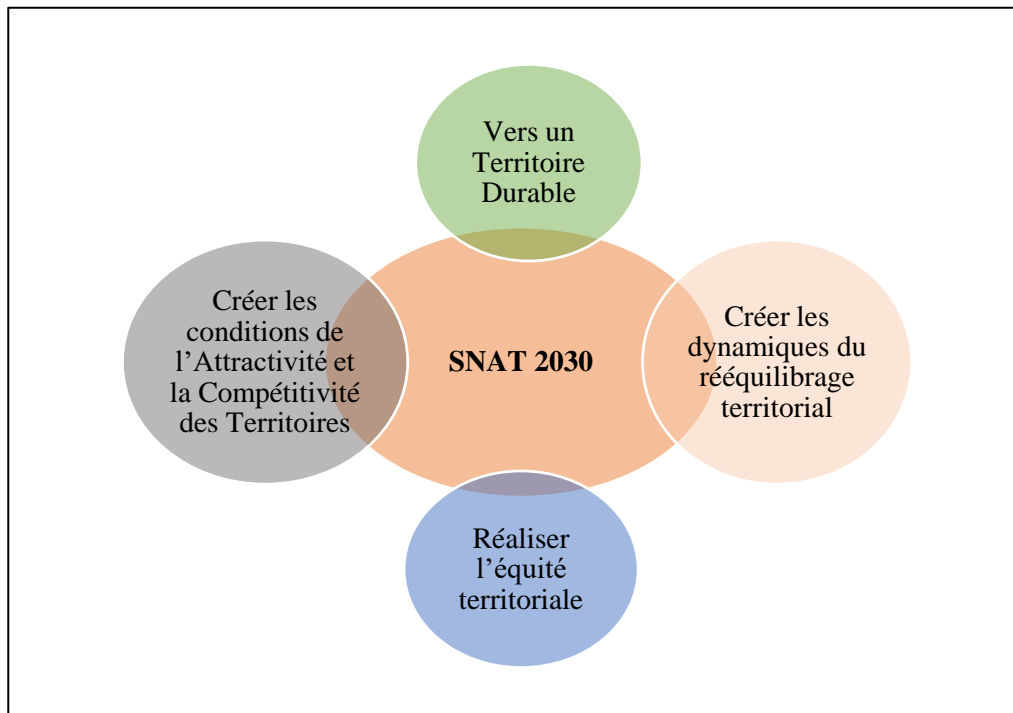 Vers un
Territoire
Durable
Créer les
conditions de
l’Attractivité et
la Compétitivité
des Territoires
SNAT 2030
Créer les
dynamiques du
rééquilibrage
territorial
Réaliser
l’équité
territoriale